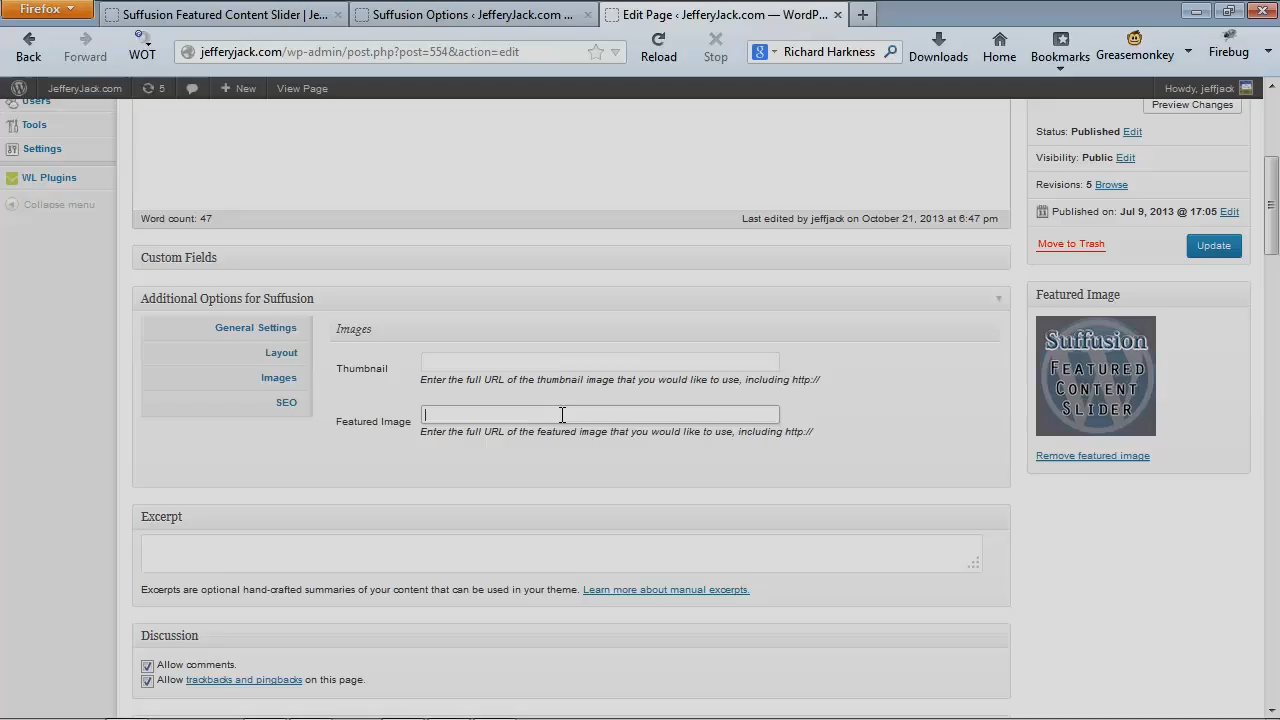 Firefox
Suffusion Featured Content Slider | Je...
Suffusion Options ‹ JefferyJack.com ...
Edit Page ‹ JefferyJack.com — WordP...
Back
Forward
WOT
jefferyjack.com/wp-admin/post.php?post=554&action=edit
Reload
Stop
Richard Harkness
Downloads
Home
Bookmarks
Greasemonkey
Firebug
JefferyJack.com
5
New
View Page
Howdy, jeffjack
Users
Tools
Settings
WL Plugins
Collapse menu
Preview Changes
Status: Published Edit
Visibility: Public Edit
Revisions: 5 Browse
Published on: Jul 9, 2013 @ 17:05 Edit
Move to Trash
Update
Word count: 47
Last edited by jeffjack on October 21, 2013 at 6:47 pm
Custom Fields
Additional Options for Suffusion
General Settings
Layout
Images
SEO
Images
Thumbnail
Enter the full URL of the thumbnail image that you would like to use, including http://
Featured Image
Enter the full URL of the featured image that you would like to use, including http://
Featured Image
Suffusion
FEATURED
CONTENT
SLIDER
Remove featured image
Excerpt
Excerpts are optional hand-crafted summaries of your content that can be used in your theme. Learn more about manual excerpts.
Discussion
Allow comments.
Allow trackbacks and pingbacks on this page.